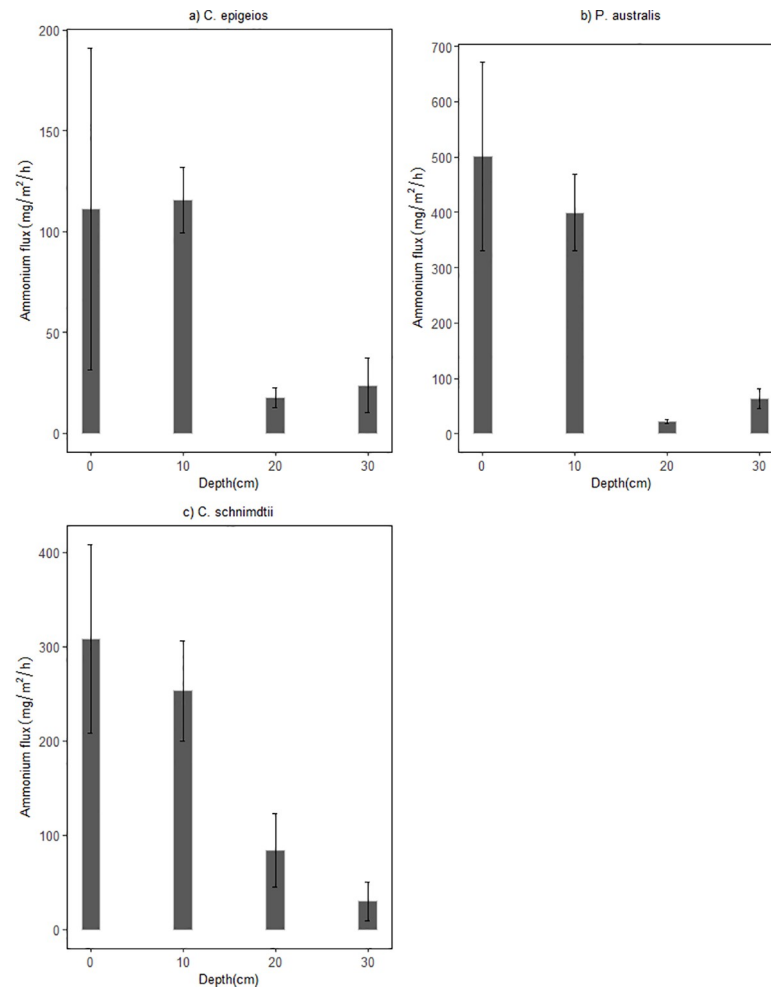 a) C. epigeios
200
150
100
50
0
Ammonium flux (mg/m²/h)
0 10 20 30
Depth(cm)
b) P. australis
700
600
500
400
300
200
100
0
Ammonium flux (mg/m²/h)
0 10 20 30
Depth(cm)
c) C. schnimdtii
400
300
200
100
0
Ammonium flux (mg/m²/h)
0 10 20 30
Depth(cm)